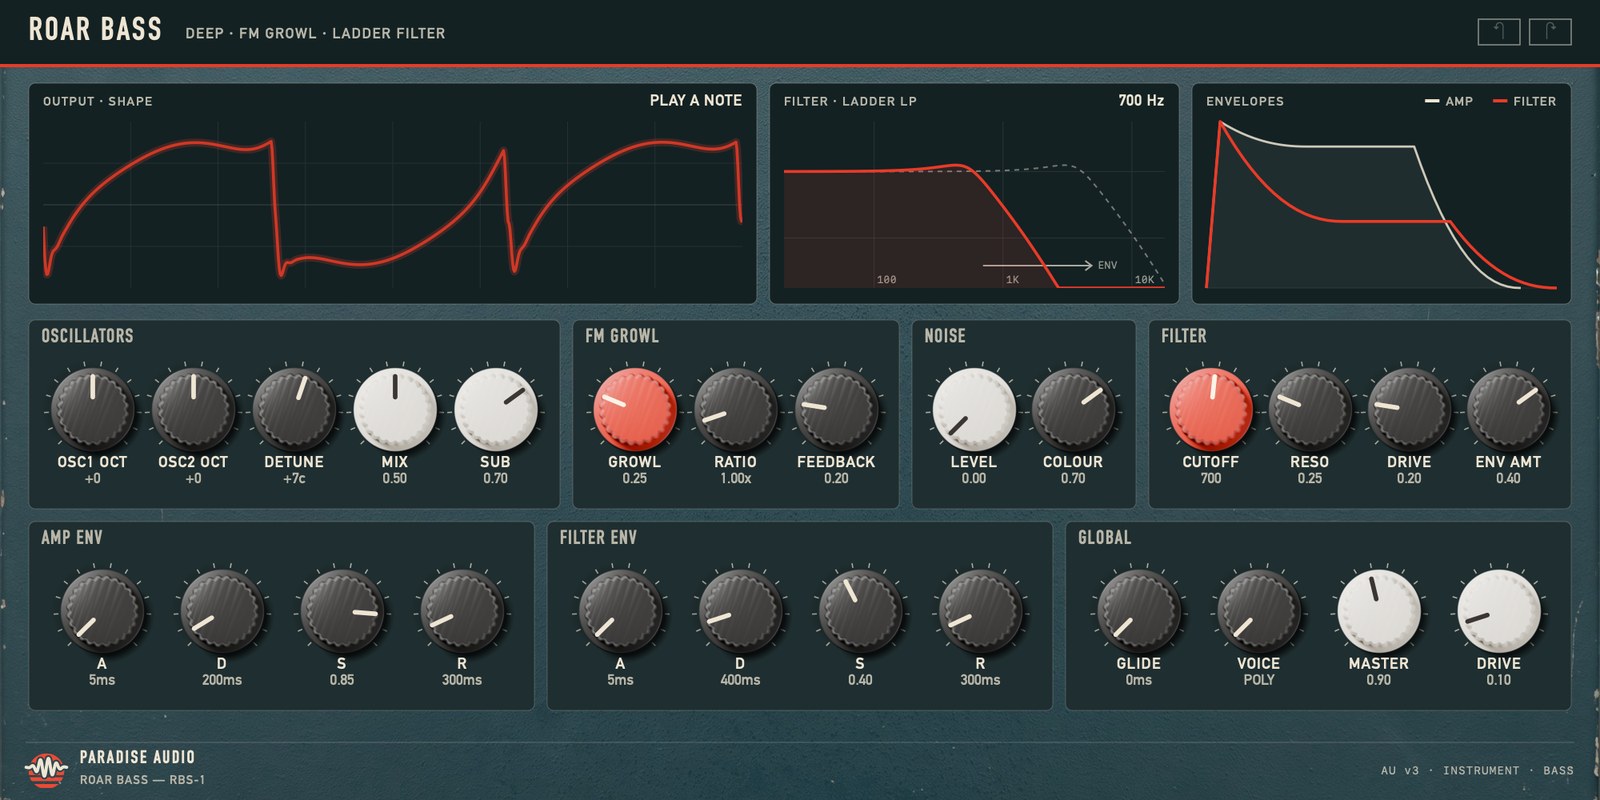 ROAR BASS
DEEP · FM GROWL · LADDER FILTER
OUTPUT · SHAPE
PLAY A NOTE
FILTER · LADDER LP
700 Hz
ENV
100
1K
10K
ENVELOPES
AMP
FILTER
OSCILLATORS
OSC1 OCT
OSC2 OCT
DETUNE
MIX
SUB
+0
+0
+7c
0.50
0.70
FM GROWL
GROWL
RATIO
FEEDBACK
0.25
1.00x
0.20
NOISE
LEVEL
COLOUR
0.00
0.70
FILTER
CUTOFF
RESO
DRIVE
ENV AMT
700
0.25
0.20
0.40
AMP ENV
A
D
S
R
5ms
200ms
0.85
300ms
FILTER ENV
A
D
S
R
5ms
400ms
0.40
300ms
GLOBAL
GLIDE
VOICE
MASTER
DRIVE
0ms
POLY
0.90
0.10
PARADISE AUDIO
ROAR BASS — RBS-1
AU v3 · INSTRUMENT · BASS